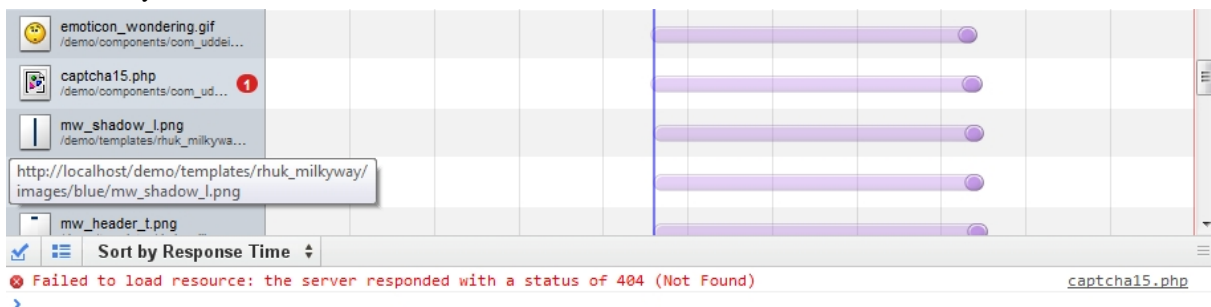 emoticon_wondering.gif
/demo/components/com_uddei...
captcha15.php
/demo/components/com_ud...
1
mw_shadow_l.png
/demo/templates/rhuk_milkywa...
http://localhost/demo/templates/rhuk_milkyway/
images/blue/mw_shadow_l.png
mw_header_t.png
Sort by Response Time
Failed to load resource: the server responded with a status of 404 (Not Found)
captcha15.php